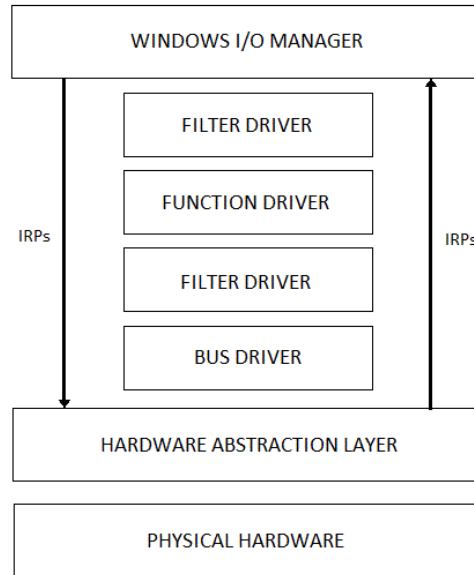 WINDOWS I/O MANAGER
FILTER DRIVER
FUNCTION DRIVER
IRPs
IRPs
FILTER DRIVER
BUS DRIVER
HARDWARE ABSTRACTION LAYER
PHYSICAL HARDWARE